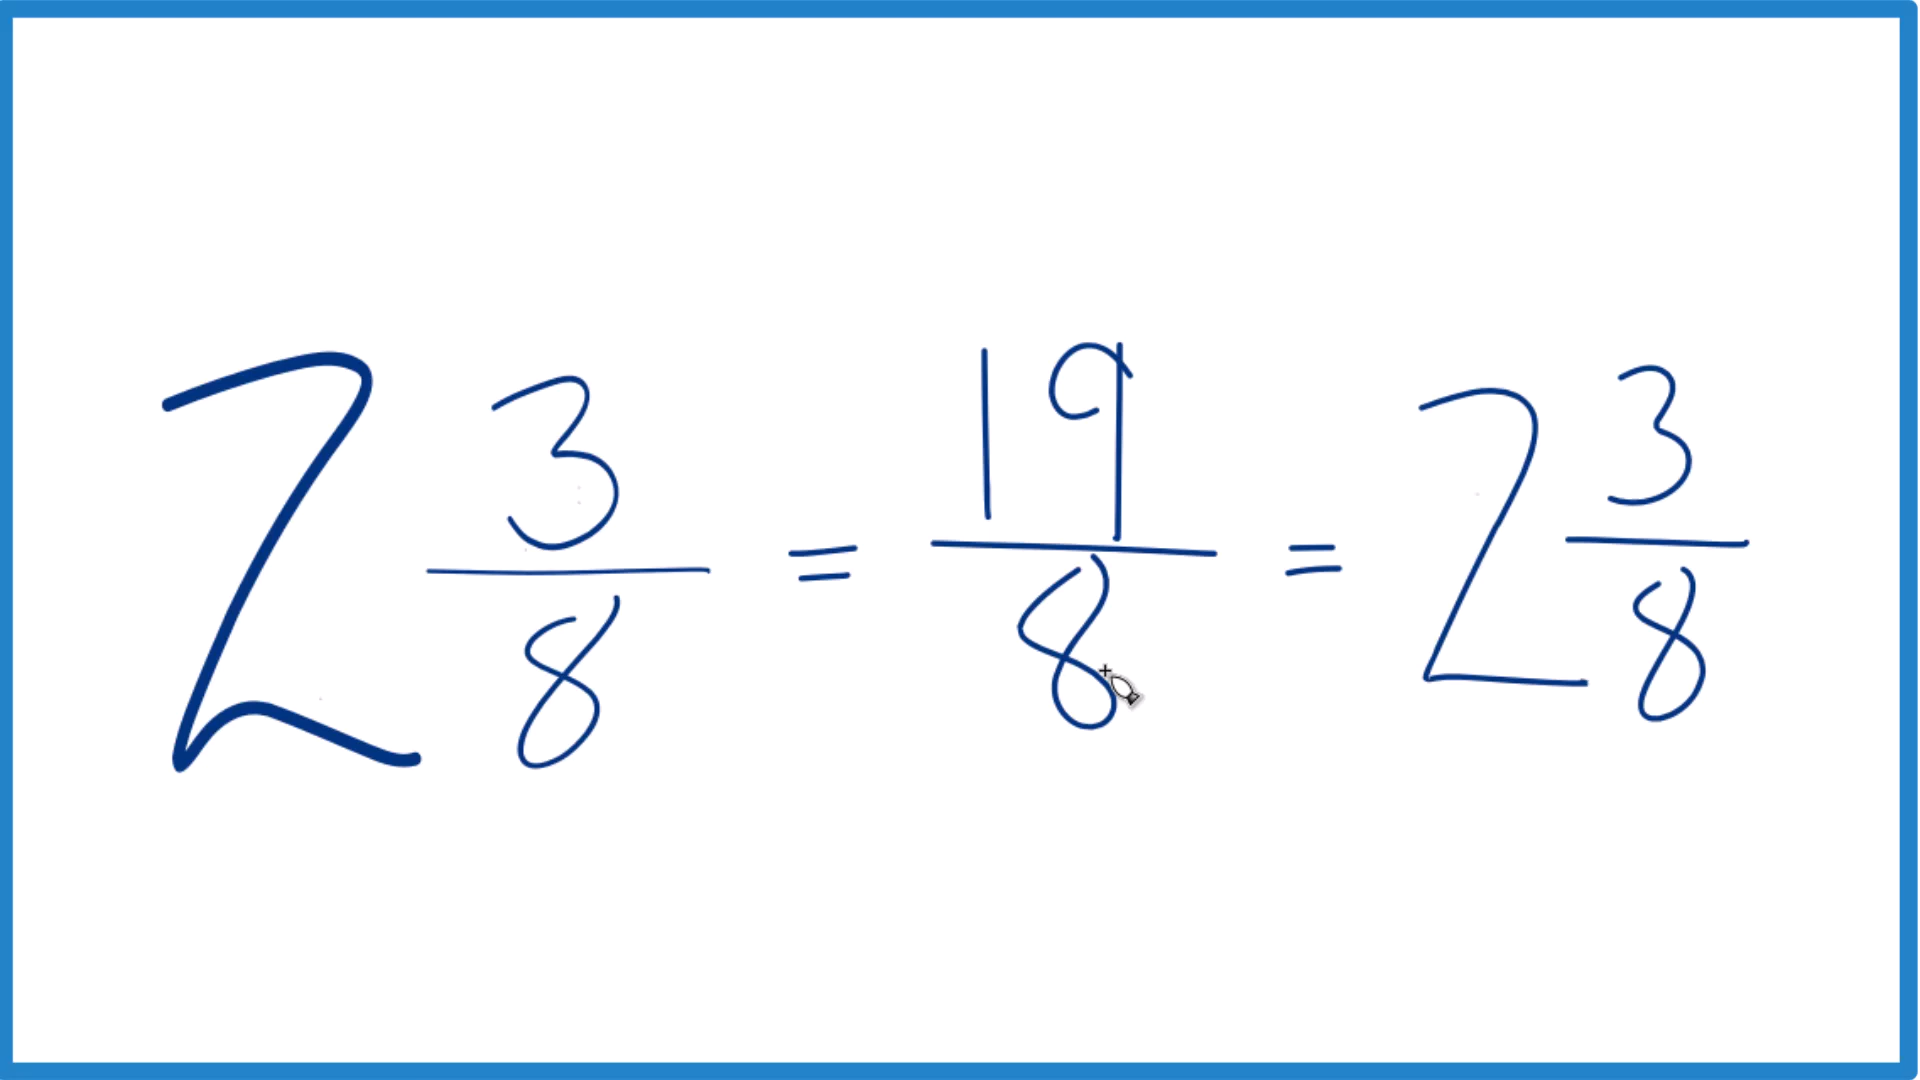 2 3/8 = 19/8 = 2 3/8